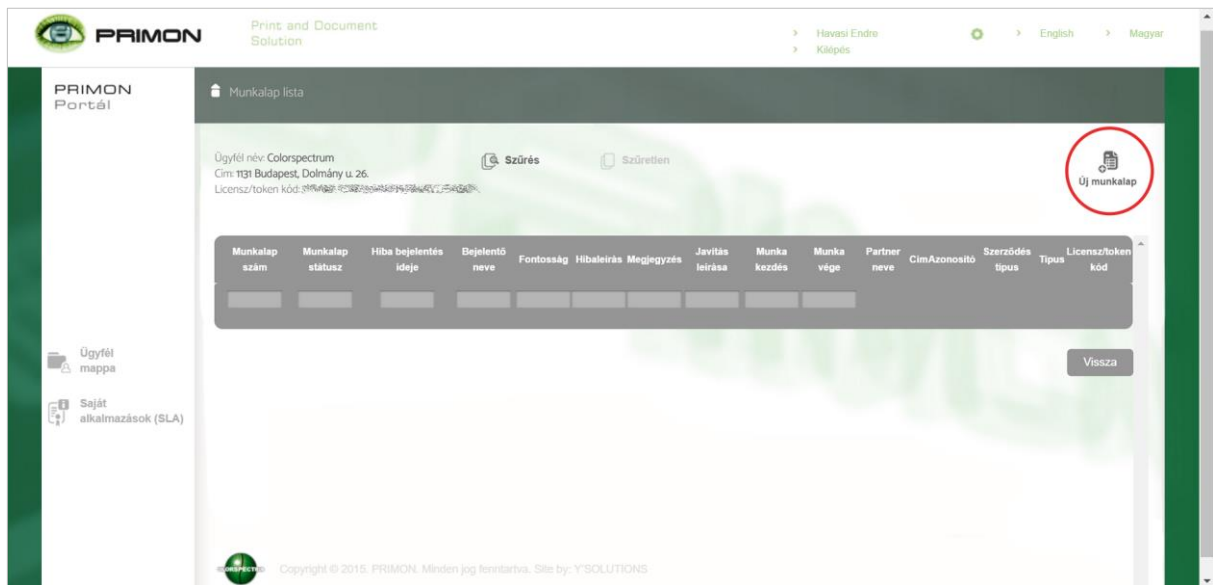 PRIMON
Print and Document
Solution
> Havasi Endre
> Kilépés
> English > Magyar
PRIMON
Portál
Munkalap lista
Ügyfél név: Colorspectrum
Cím: 1131 Budapest, Dolmány u. 26.
Licensz/token kód:
Szűrés
Szűretlen
Új munkalap
Munkalap szám
Munkalap státusz
Hiba bejelentés ideje
Bejelentő neve
Fontosság
Hibaleírás
Megjegyzés
Javítás leírása
Munka kezdés
Munka vége
Partner neve
CimAzonosító
Szerződés típus
Típus
Licensz/token kód
Vissza
Ügyfél
mappa
Saját
alkalmazások (SLA)
Copyright © 2015. PRIMON. Minden jog fenntartva. Site by: Y'SOLUTIONS